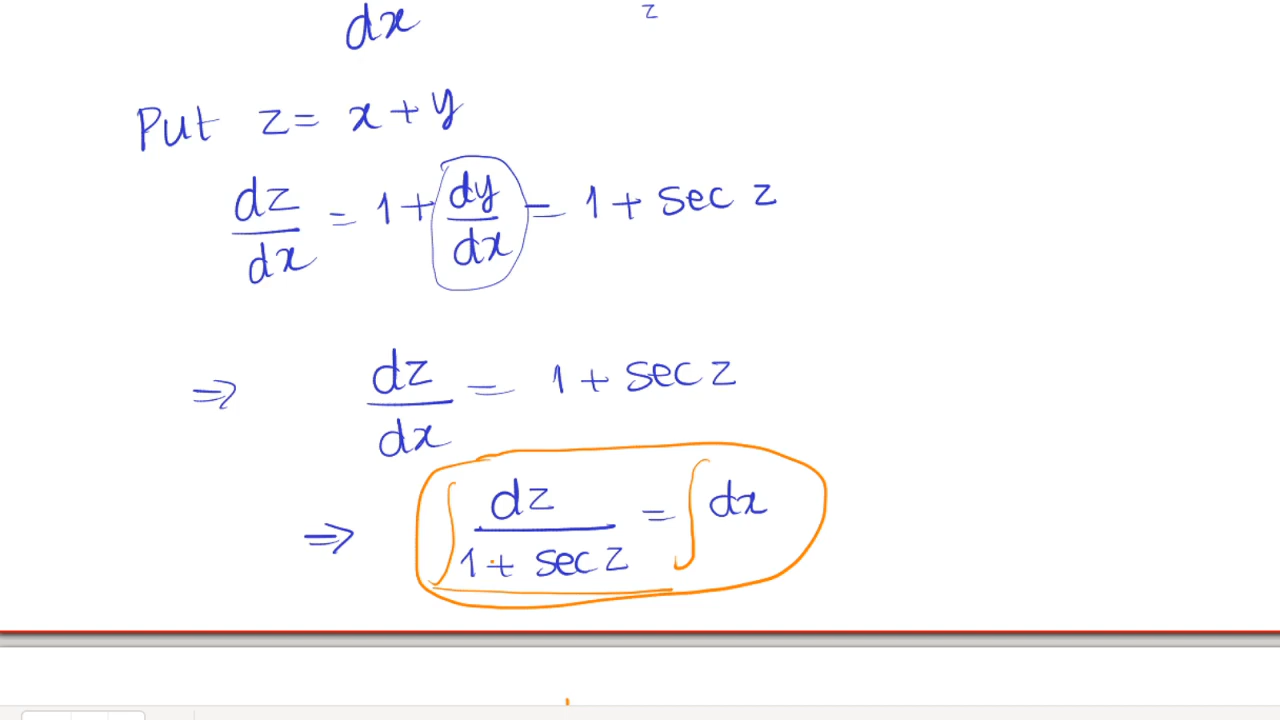 dx z
Put z = x + y
dz/dx = 1 + dy/dx = 1 + sec z
⇒ dz/dx = 1 + sec z
⇒ ∫ dz/(1 + sec z) = ∫ dx